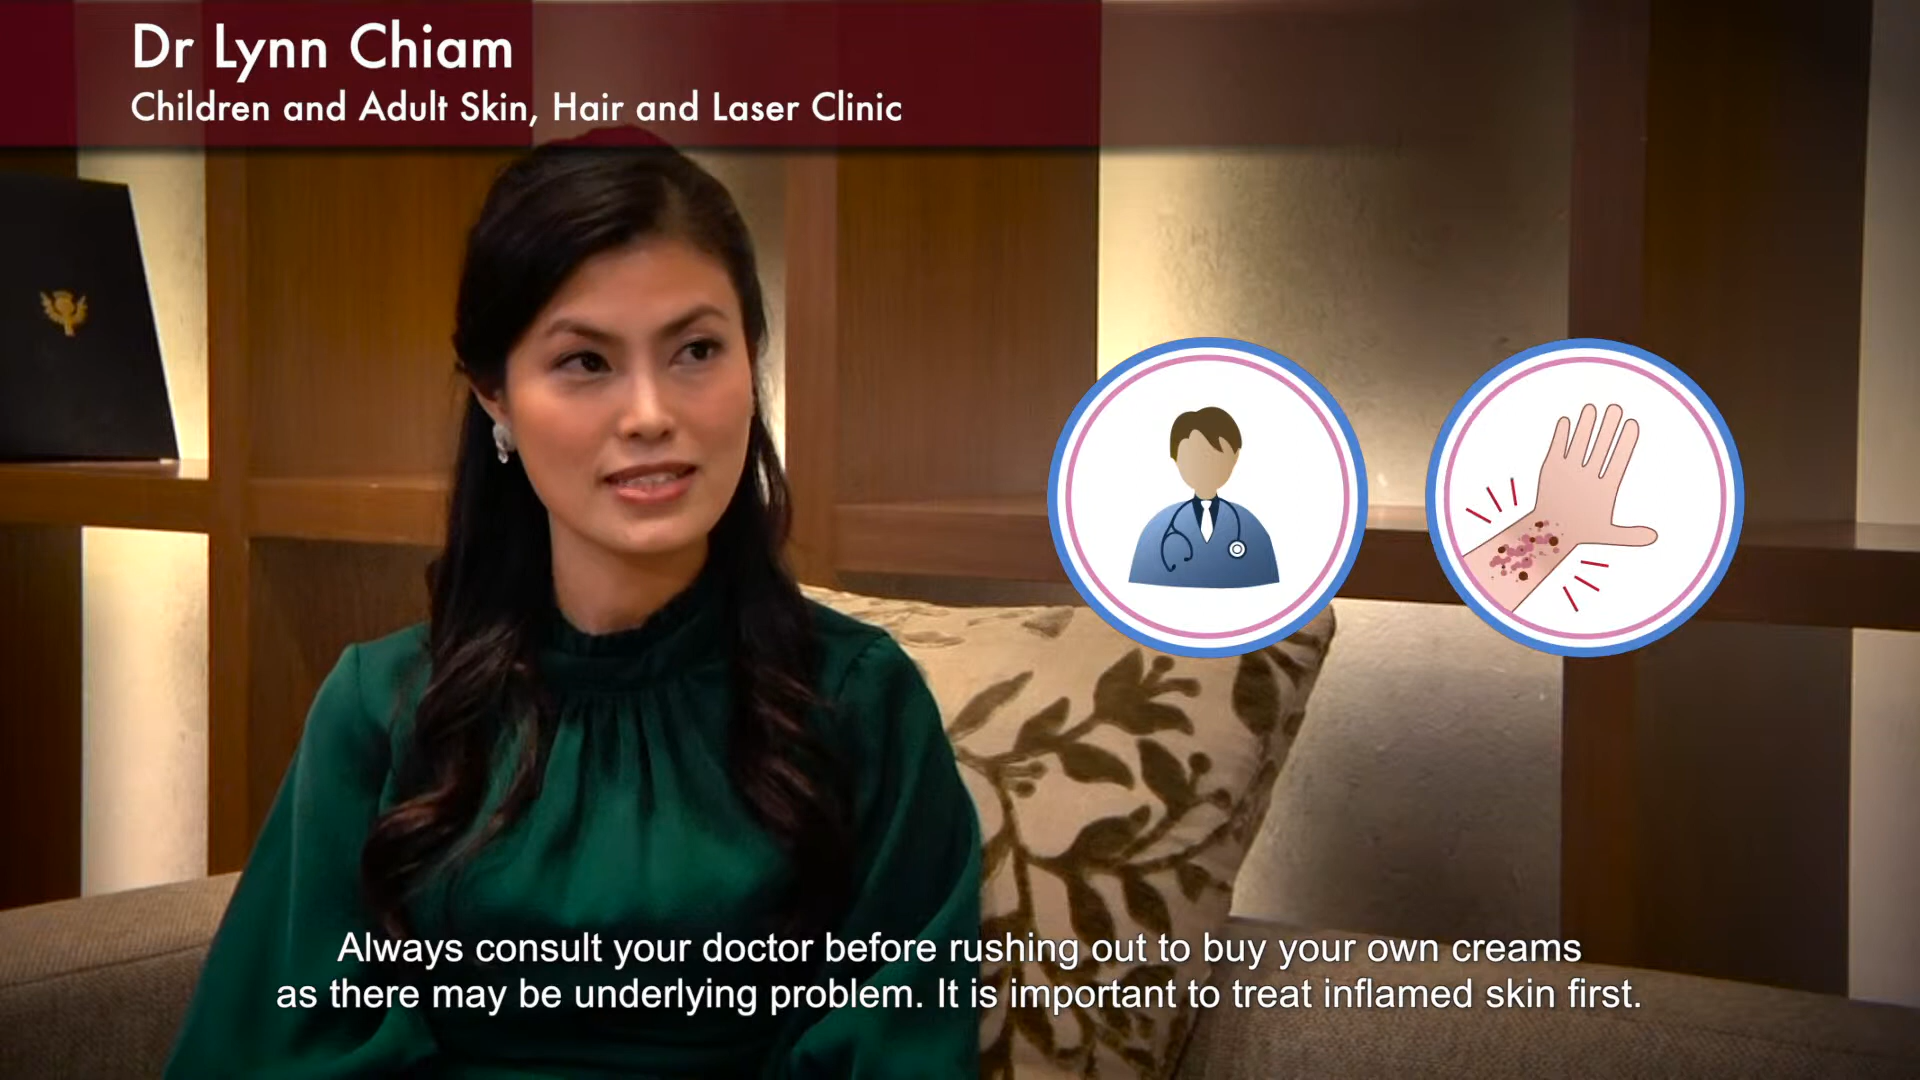 Dr Lynn Chiam
Children and Adult Skin, Hair and Laser Clinic
Always consult your doctor before rushing out to buy your own creams
as there may be underlying problem. It is important to treat inflamed skin first.